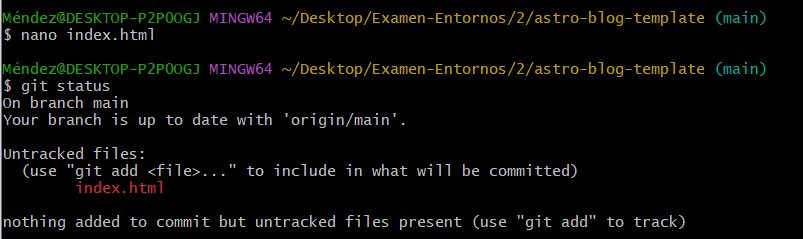 Méndez@DESKTOP-P2POOGJ MINGW64 ~/Desktop/Examen-Entornos/2/astro-blog-template (main)
$ nano index.html
Méndez@DESKTOP-P2POOGJ MINGW64 ~/Desktop/Examen-Entornos/2/astro-blog-template (main)
$ git status
On branch main
Your branch is up to date with 'origin/main'.
Untracked files:
(use "git add <file>..." to include in what will be committed)
index.html
nothing added to commit but untracked files present (use "git add" to track)